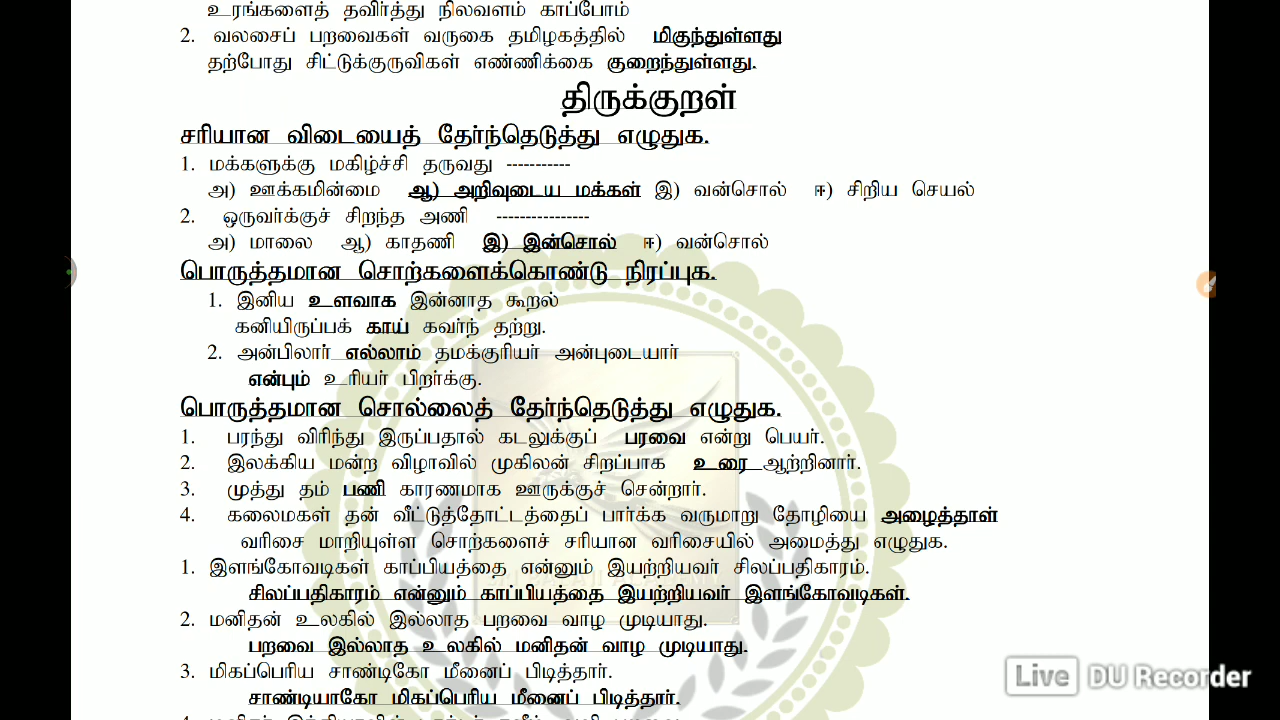 உரங்களைத் தவிர்த்து நிலவளம் காப்போம்
2. வலசைப் பறவைகள் வருகை தமிழகத்தில் மிகுந்துள்ளது
தற்போது சிட்டுக்குருவிகள் எண்ணிக்கை குறைந்துள்ளது.
திருக்குறள்
சரியான விடையைத் தேர்ந்தெடுத்து எழுதுக.
1. மக்களுக்கு மகிழ்ச்சி தருவது -----------
அ) ஊக்கமின்மை ஆ) அறிவுடைய மக்கள் இ) வன்சொல் ஈ) சிறிய செயல்
2. ஒருவர்க்குச் சிறந்த அணி ----------------
அ) மாலை ஆ) காதணி இ) இன்சொல் ஈ) வன்சொல்
பொருத்தமான சொற்களைக்கொண்டு நிரப்புக.
1. இனிய உளவாக இன்னாத கூறல்
கனியிருப்பக் காய் கவர்ந் தற்று.
2. அன்பிலார் எல்லாம் தமக்குரியர் அன்புடையார்
என்பும் உரியர் பிறர்க்கு.
பொருத்தமான சொல்லைத் தேர்ந்தெடுத்து எழுதுக.
1. பரந்து விரிந்து இருப்பதால் கடலுக்குப் பரவை என்று பெயர்.
2. இலக்கிய மன்ற விழாவில் முகிலன் சிறப்பாக உரை ஆற்றினார்.
3. முத்து தம் பணி காரணமாக ஊருக்குச் சென்றார்.
4. கலைமகள் தன் வீட்டுத்தோட்டத்தைப் பார்க்க வருமாறு தோழியை அழைத்தாள்
வரிசை மாறியுள்ள சொற்களைச் சரியான வரிசையில் அமைத்து எழுதுக.
1. இளங்கோவடிகள் காப்பியத்தை என்னும் இயற்றியவர் சிலப்பதிகாரம்.
சிலப்பதிகாரம் என்னும் காப்பியத்தை இயற்றியவர் இளங்கோவடிகள்.
2. மனிதன் உலகில் இல்லாத பறவை வாழ முடியாது.
பறவை இல்லாத உலகில் மனிதன் வாழ முடியாது.
3. மிகப்பெரிய சாண்டிகோ மீனைப் பிடித்தார்.
சாண்டியாகோ மிகப்பெரிய மீனைப் பிடித்தார்.
Live DU Recorder